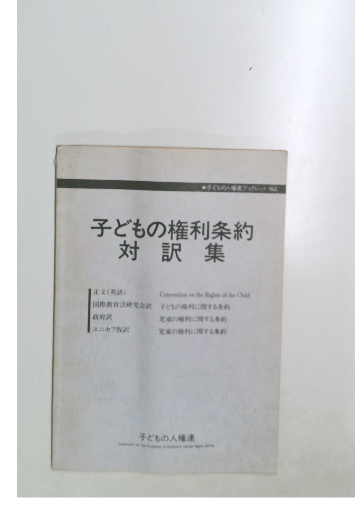 ●子どもの人権連ブックレット No.2
子どもの権利条約
対訳集
正文(英語) Convention on the Rights of the Child
国際教育法研究会訳 子どもの権利に関する条約
政府訳 児童の権利に関する条約
ユニセフ仮訳 児童の権利に関する条約
子どもの人権連